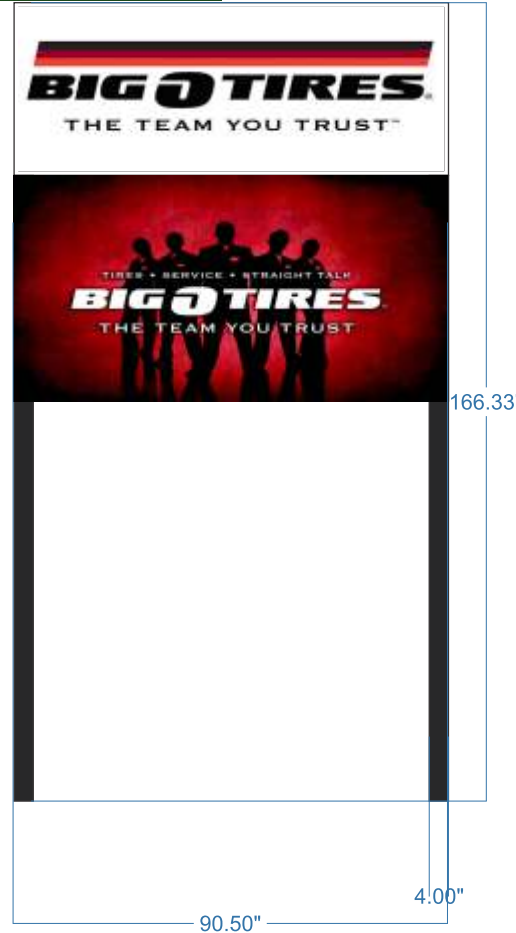 BIG O TIRES®
THE TEAM YOU TRUST™
TIRES + SERVICE + STRAIGHT TALK
BIG O TIRES
THE TEAM YOU TRUST
166.33
4.00"
90.50"